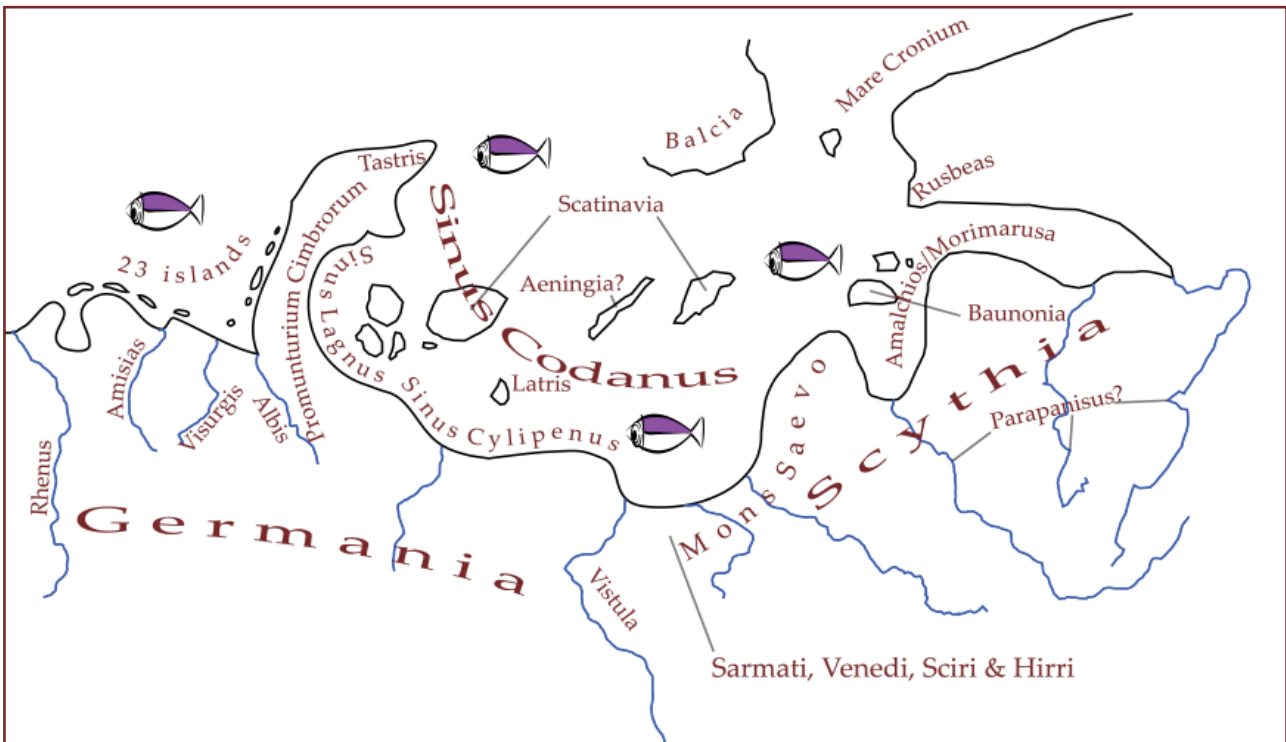 Mare Cronium
Balcia
Tastris
Rusbeas
Scatinavia
Sinus Codanus
Promunturium Cimbrorum
23 islands
Sinus Lagnus
Amalchios/Morimarusa
Aeningia?
Baunonia
Latris
Sinus Cylipenus
Amisias
Visurgis
Albis
Rhenus
Parapanisus?
Mons Saevo
Scythia
Germania
Vistula
Sarmati, Venedi, Sciri & Hirri